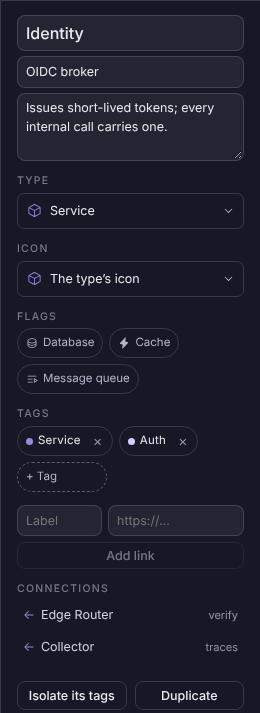 Identity
OIDC broker
Issues short-lived tokens; every
internal call carries one.
TYPE
Service
ICON
The type’s icon
FLAGS
Database
Cache
Message queue
TAGS
Service ×
Auth ×
+ Tag
Label
https://...
Add link
CONNECTIONS
← Edge Router verify
← Collector traces
Isolate its tags
Duplicate